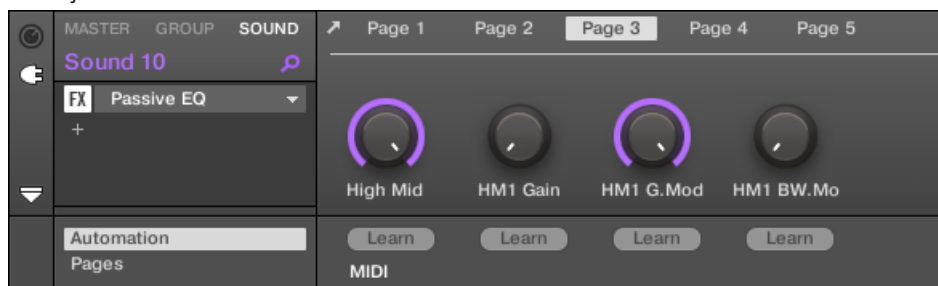 MASTER GROUP SOUND
Sound 10
FX Passive EQ
+
Page 1 Page 2 Page 3 Page 4 Page 5
High Mid HM1 Gain HM1 G.Mod HM1 BW.Mo
Automation
Pages
Learn Learn Learn Learn
MIDI